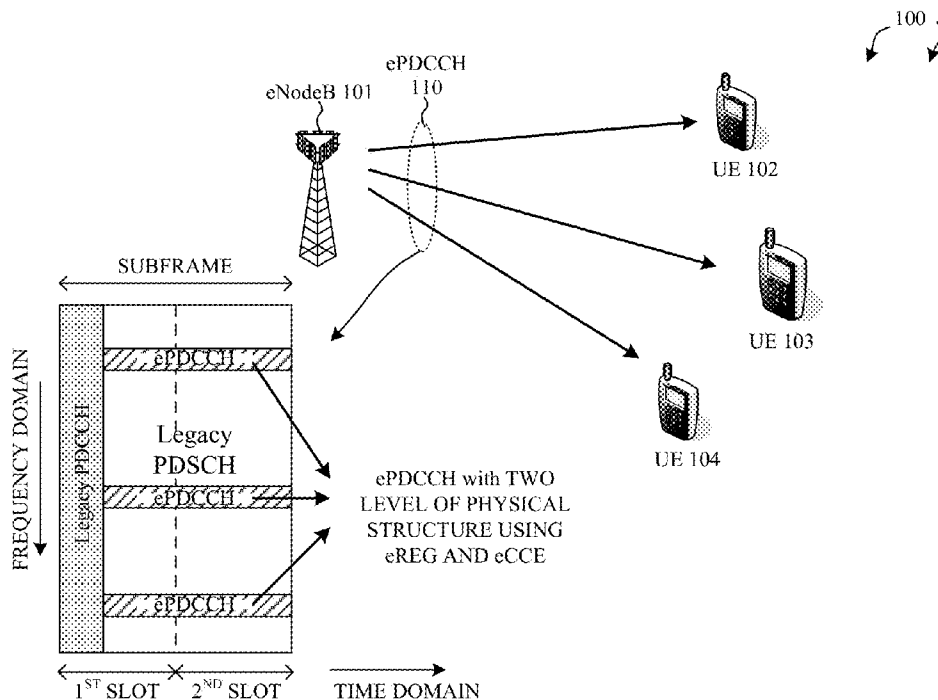 100
ePDCCH
110
eNodeB 101
UE 102
SUBFRAME
UE 103
ePDCCH
FREQUENCY DOMAIN
Legacy PDCCH
Legacy
PDSCH
UE 104
ePDCCH
ePDCCH with TWO
LEVEL OF PHYSICAL
STRUCTURE USING
eREG AND eCCE
ePDCCH
1ST SLOT
2ND SLOT
TIME DOMAIN